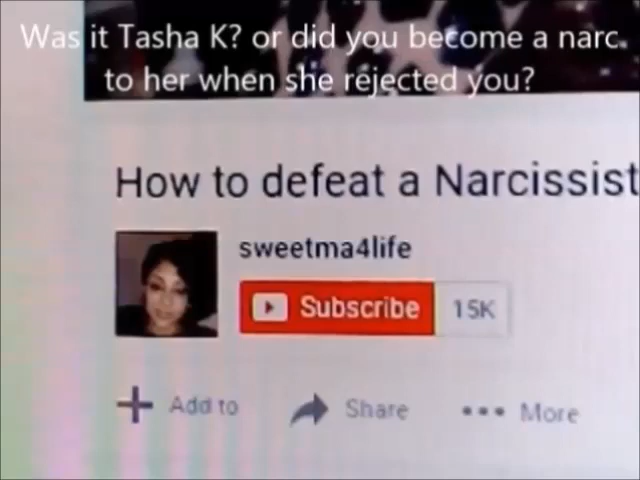 Was it Tasha K? or did you become a narc.
to her when she rejected you?
How to defeat a Narcissist
sweetma4life
Subscribe 15K
Add to Share More